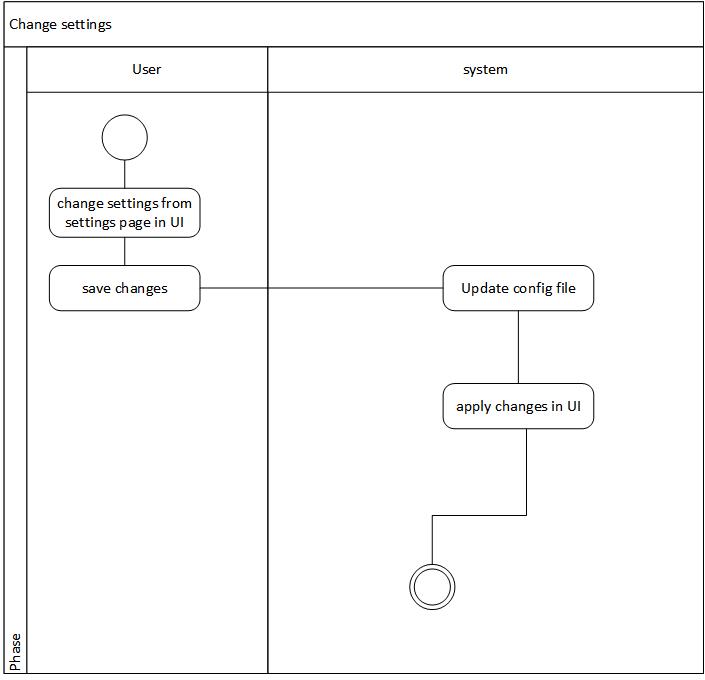 Change settings
User
system
change settings from
settings page in UI
save changes
Update config file
apply changes in UI
Phase